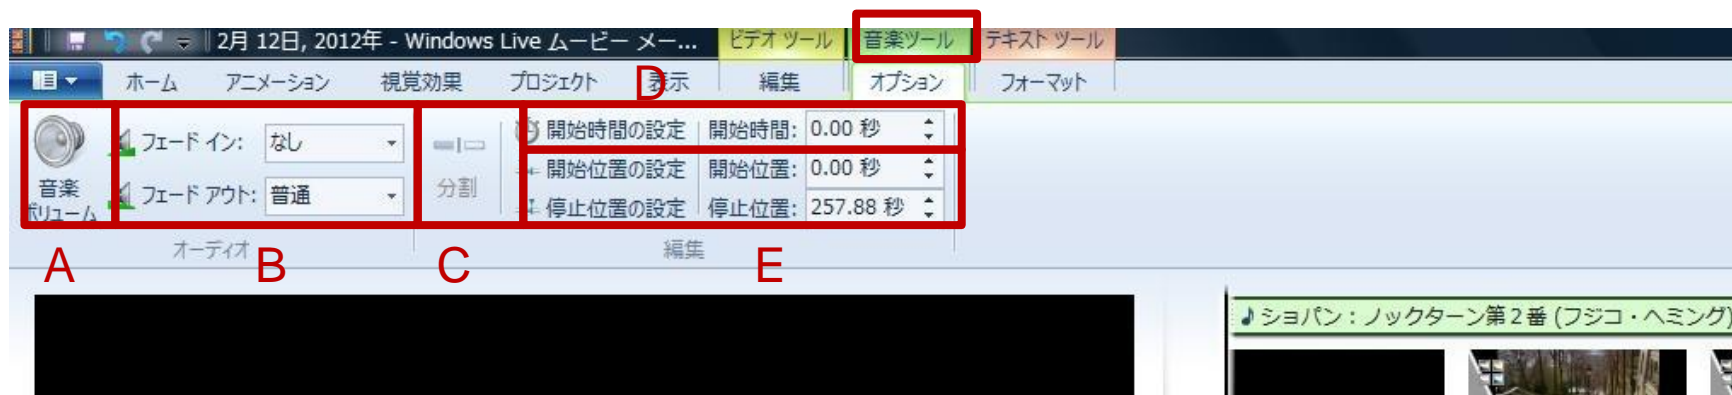 2月 12日, 2012年 - Windows Live ムービー メー... ビデオ ツール 音楽ツール テキスト ツール
ホーム アニメーション 視覚効果 プロジェクト 表示 編集 オプション フォーマット
D
フェード イン: なし 開始時間の設定 開始時間: 0.00 秒
音楽 ボリューム フェード アウト: 普通 分割 開始位置の設定 開始位置: 0.00 秒
停止位置の設定 停止位置: 257.88 秒
オーディオ 編集
A B C E
ショパン：ノックターン第２番 (フジコ・ヘミング)